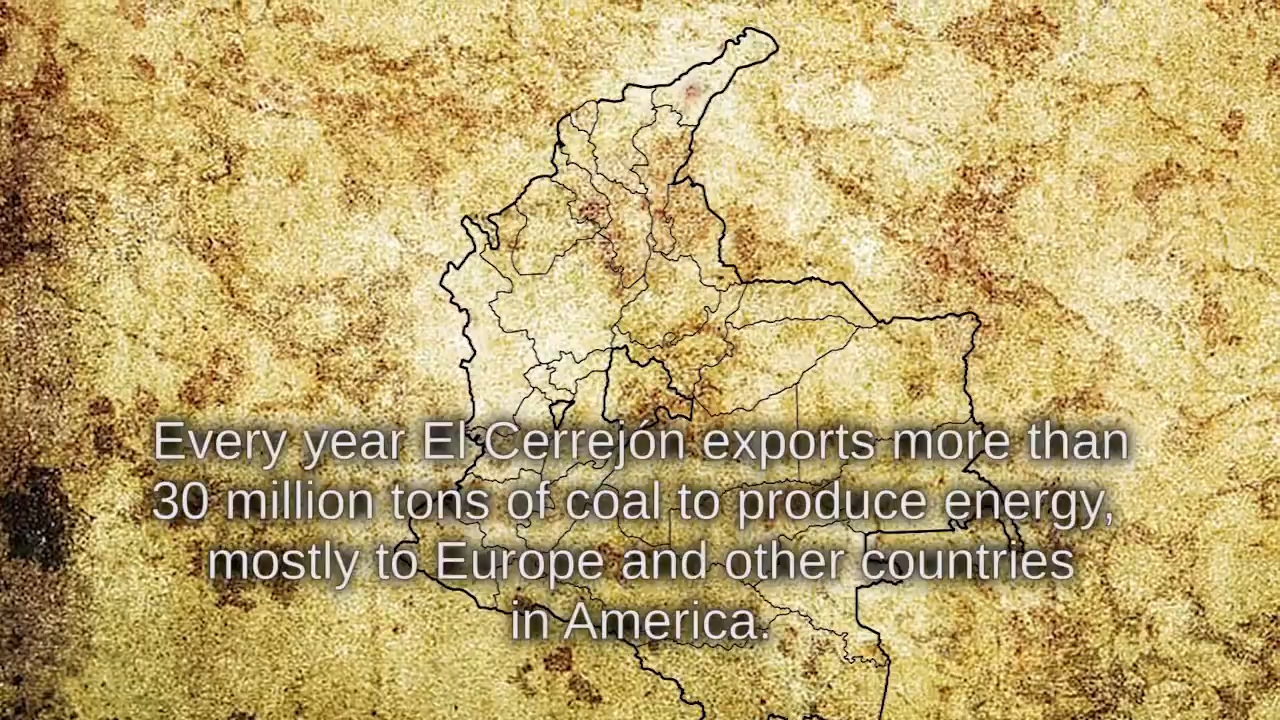 Every year El Cerrejón exports more than
30 million tons of coal to produce energy,
mostly to Europe and other countries
in America.